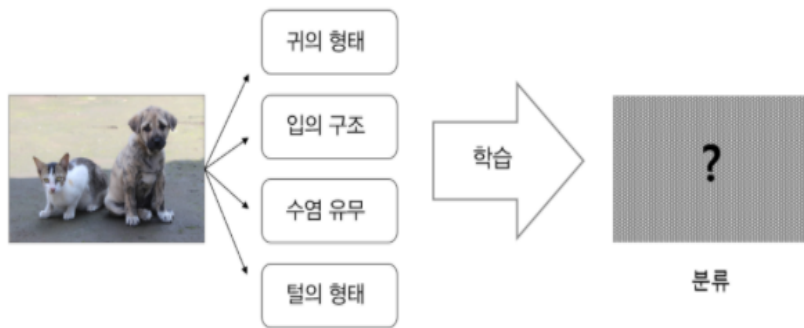 귀의 형태
입의 구조
수염 유무
털의 형태
학습
?
분류